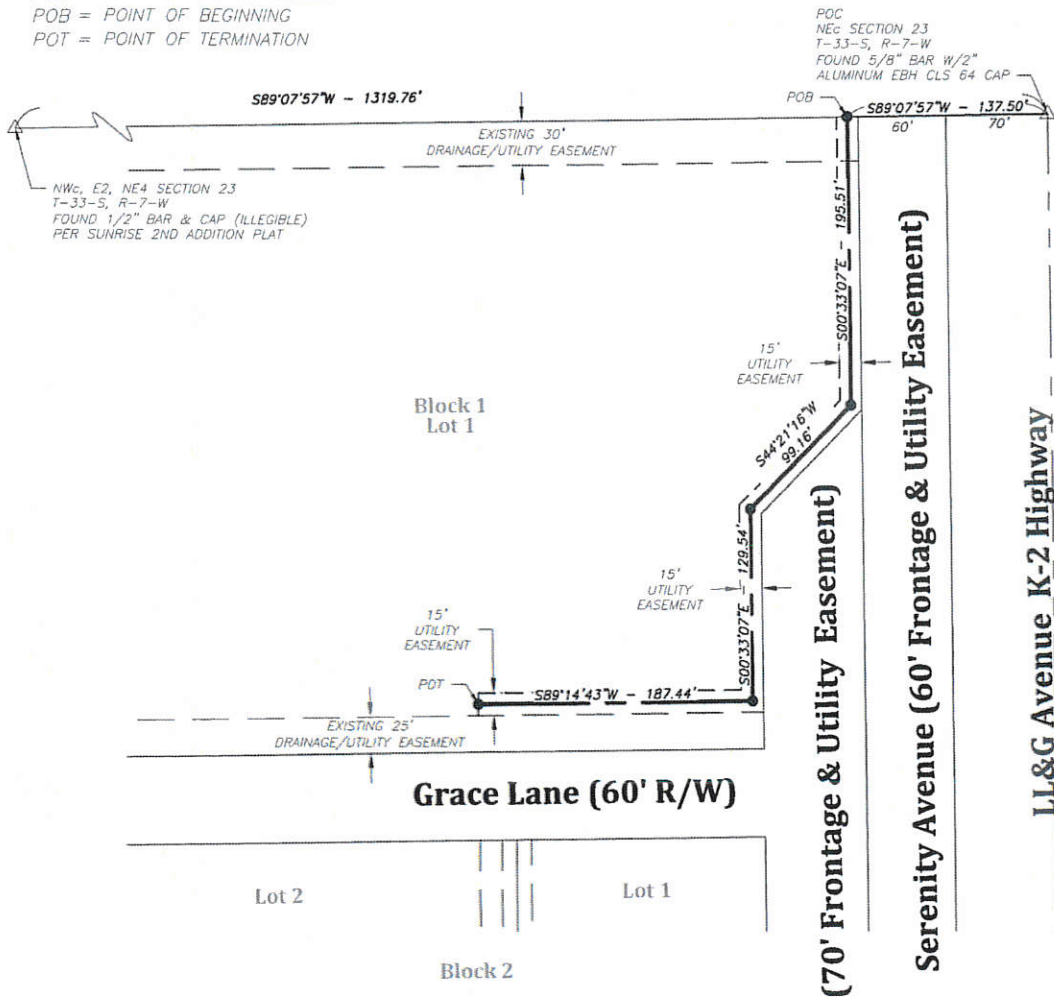 POB = POINT OF BEGINNING
POT = POINT OF TERMINATION
POC
NEc SECTION 23
T-33-S, R-7-W
FOUND 5/8" BAR W/2"
ALUMINUM EBH CLS 64 CAP
S89°07'57"W - 1319.76'
POB
S89°07'57"W - 137.50'
60'
70'
EXISTING 30'
DRAINAGE/UTILITY EASEMENT
NWc, E2, NE4 SECTION 23
T-33-S, R-7-W
FOUND 1/2" BAR & CAP (ILLEGIBLE)
PER SUNRISE 2ND ADDITION PLAT
S00°33'07"E - 195.51'
15'
UTILITY
EASEMENT
Block 1
Lot 1
S44°21'16"W
99.16'
S00°33'07"E - 129.54'
15'
UTILITY
EASEMENT
15'
UTILITY
EASEMENT
POT
S89°14'43"W - 187.44'
EXISTING 25'
DRAINAGE/UTILITY EASEMENT
Grace Lane (60' R/W)
(70' Frontage & Utility Easement)
Serenity Avenue (60' Frontage & Utility Easement)
LL&G Avenue K-2 Highway
Lot 2
Lot 1
Block 2